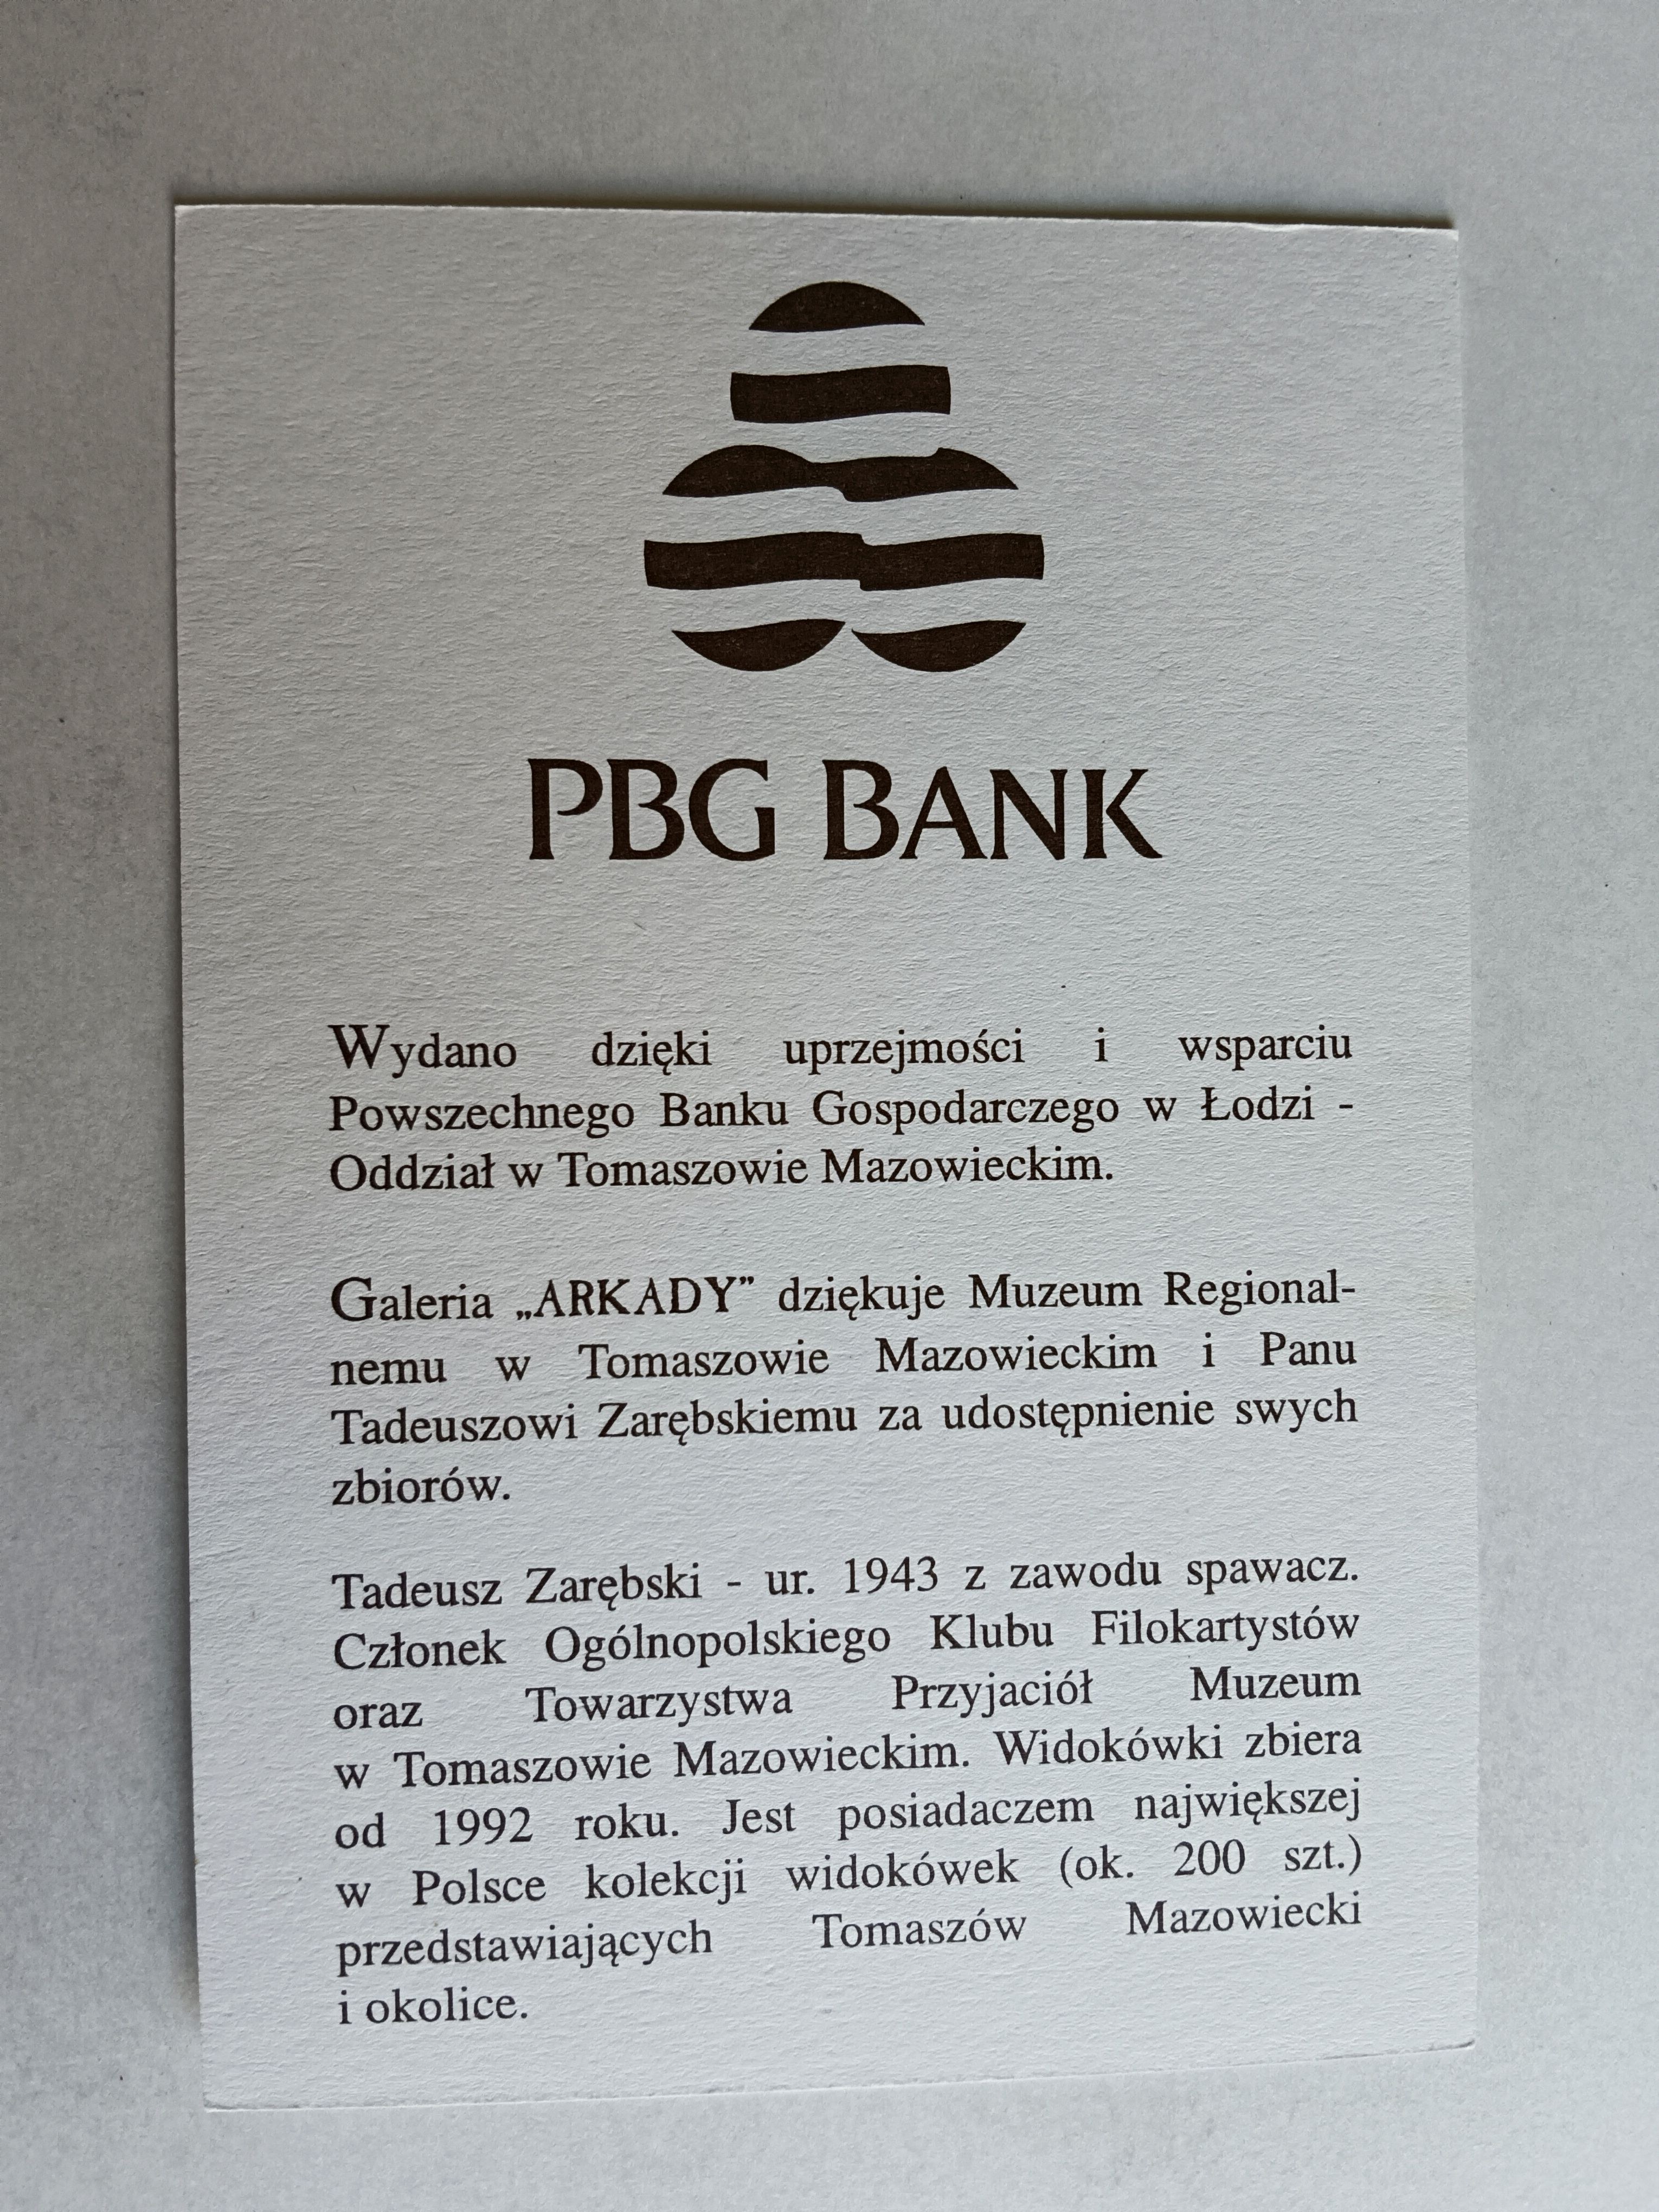 PBG BANK
Wydano dzięki uprzejmości i wsparciu
Powszechnego Banku Gospodarczego w Łodzi -
Oddział w Tomaszowie Mazowieckim.
Galeria „ARKADY” dziękuje Muzeum Regional-
nemu w Tomaszowie Mazowieckim i Panu
Tadeuszowi Zarębskiemu za udostępnienie swych
zbiorów.
Tadeusz Zarębski - ur. 1943 z zawodu spawacz.
Członek Ogólnopolskiego Klubu Filokartystów
oraz Towarzystwa Przyjaciół Muzeum
w Tomaszowie Mazowieckim. Widokówki zbiera
od 1992 roku. Jest posiadaczem największej
w Polsce kolekcji widokówek (ok. 200 szt.)
przedstawiających Tomaszów Mazowiecki
i okolice.